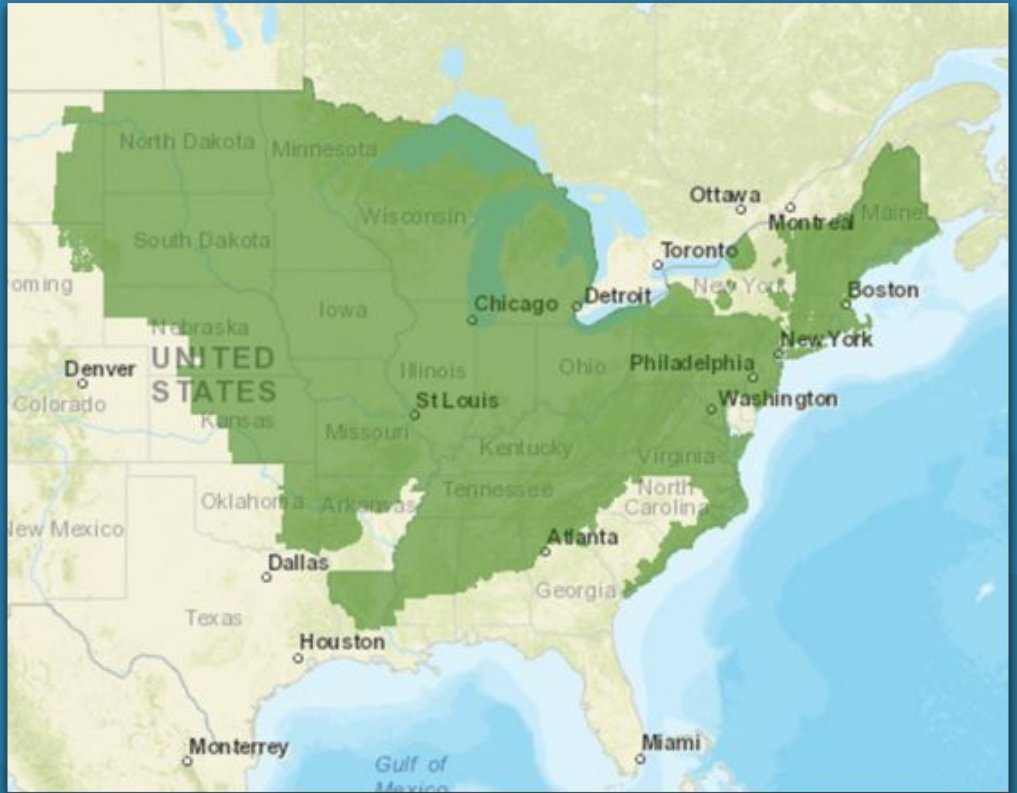 North Dakota
Minnesota
Ottawa
Montreal
Maine
Wisconsin
South Dakota
Toronto
oming
New York
Iowa
Chicago
Detroit
Boston
Nebraska
UNITED
STATES
New York
Denver
Illinois
Ohio
Philadelphia
Colorado
St Louis
Washington
Kansas
Missouri
Kentucky
Virginia
Oklahoma
Arkansas
Tennessee
North
Carolina
New Mexico
Atlanta
Dallas
Georgia
Texas
Houston
Monterrey
Miami
Gulf of
Mexico